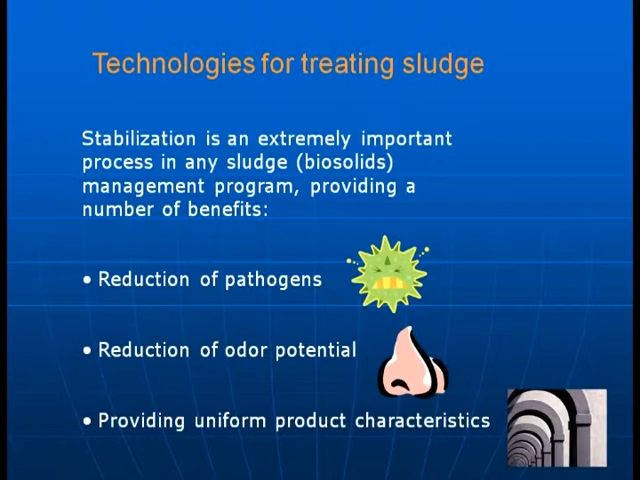 Technologies for treating sludge
Stabilization is an extremely important
process in any sludge (biosolids)
management program, providing a
number of benefits:
• Reduction of pathogens
• Reduction of odor potential
• Providing uniform product characteristics